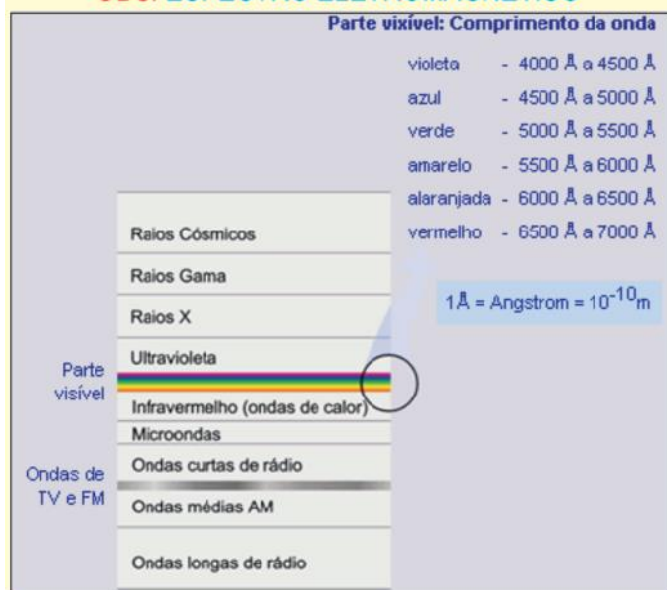 Parte vixível: Comprimento da onda
violeta - 4000 Å a 4500 Å
azul - 4500 Å a 5000 Å
verde - 5000 Å a 5500 Å
amarelo - 5500 Å a 6000 Å
alaranjada - 6000 Å a 6500 Å
vermelho - 6500 Å a 7000 Å
1Å = Angstrom = 10⁻¹⁰m
Raios Cósmicos
Raios Gama
Raios X
Ultravioleta
Parte
visível
Infravermelho (ondas de calor)
Microondas
Ondas curtas de rádio
Ondas de
TV e FM
Ondas médias AM
Ondas longas de rádio